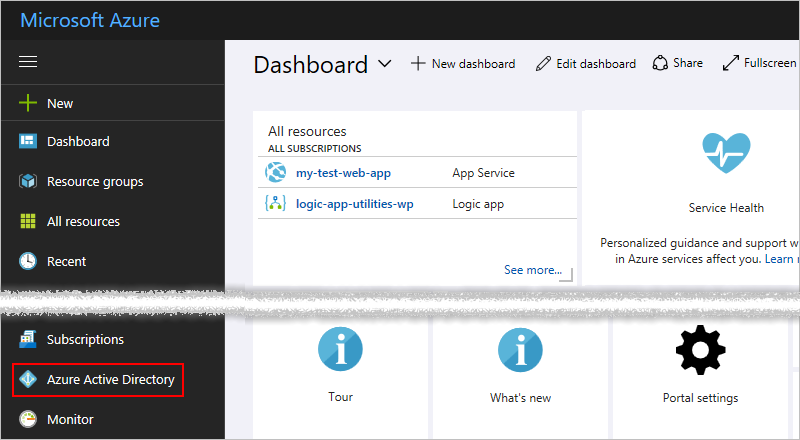 Microsoft Azure
New
Dashboard
Resource groups
All resources
Recent
Subscriptions
Azure Active Directory
Monitor
Dashboard
New dashboard
Edit dashboard
Share
Fullscreen
All resources
ALL SUBSCRIPTIONS
my-test-web-app App Service
logic-app-utilities-wp Logic app
See more...
Service Health
Personalized guidance and support w
in Azure services affect you. Learn
Tour
What's new
Portal settings